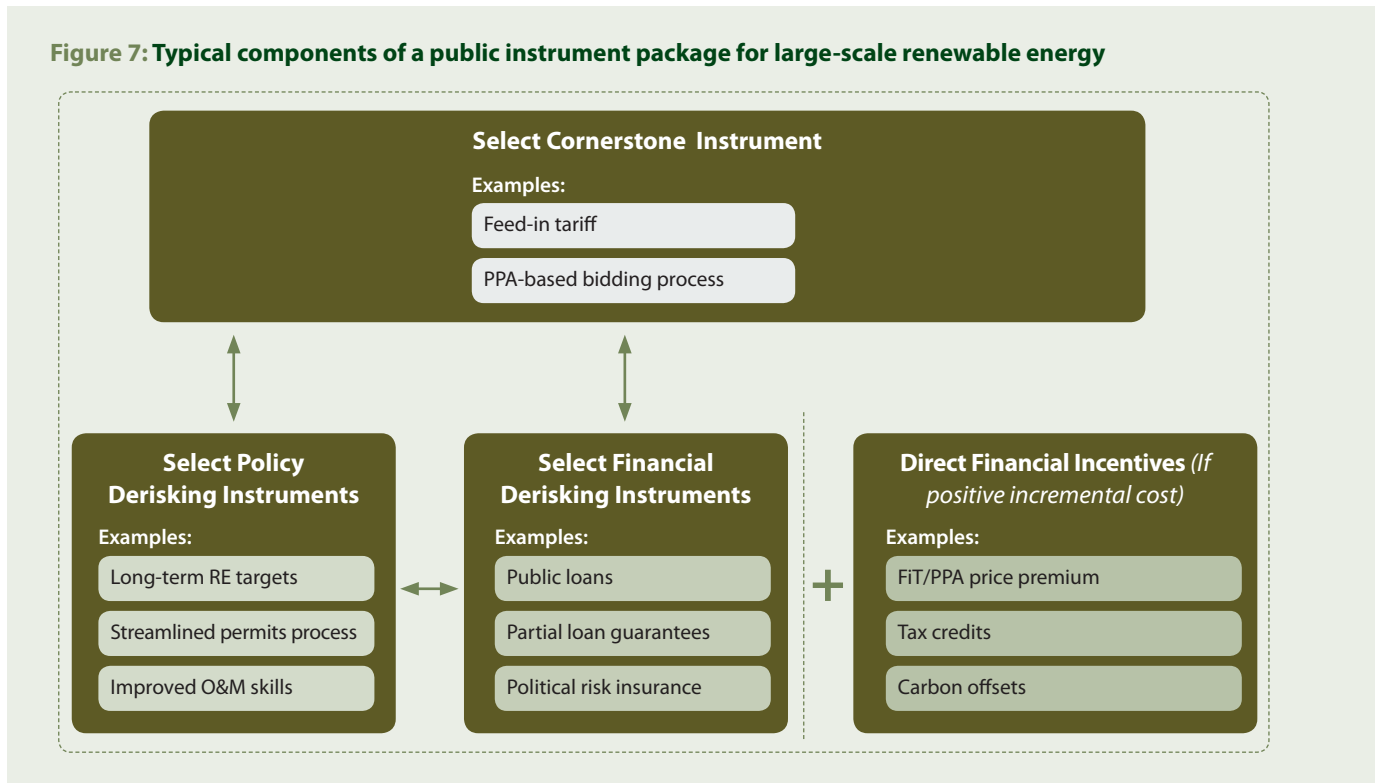 Figure 7: Typical components of a public instrument package for large-scale renewable energy
Select Cornerstone Instrument
Examples:
Feed-in tariff
PPA-based bidding process
Select Policy
Derisking Instruments
Examples:
Long-term RE targets
Streamlined permits process
Improved O&M skills
Select Financial
Derisking Instruments
Examples:
Public loans
Partial loan guarantees
Political risk insurance
+
Direct Financial Incentives (If
positive incremental cost)
Examples:
FiT/PPA price premium
Tax credits
Carbon offsets